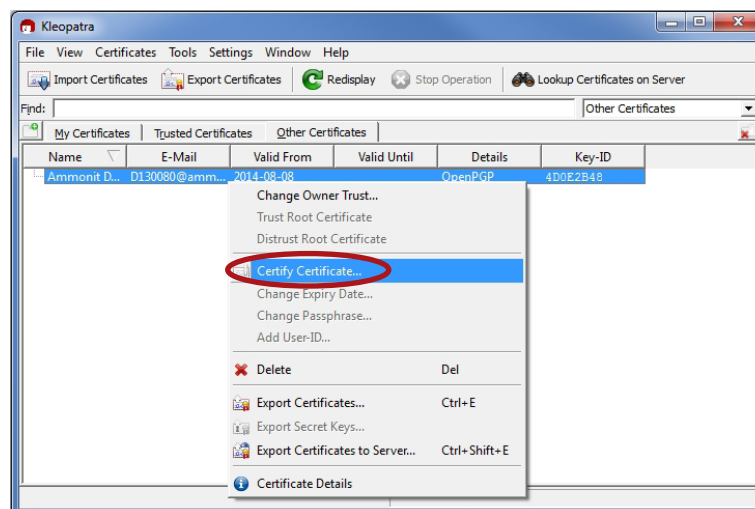 Kleopatra
File View Certificates Tools Settings Window Help
Import Certificates Export Certificates Redisplay Stop Operation Lookup Certificates on Server
Find: Other Certificates
My Certificates Trusted Certificates Other Certificates
Name E-Mail Valid From Valid Until Details Key-ID
Ammonit D... D130080@amm... 2014-08-08 OpenPGP 4D0E2B48
Change Owner Trust...
Trust Root Certificate
Distrust Root Certificate
Certify Certificate...
Change Expiry Date...
Change Passphrase...
Add User-ID...
Delete Del
Export Certificates... Ctrl+E
Export Secret Keys...
Export Certificates to Server... Ctrl+Shift+E
Certificate Details